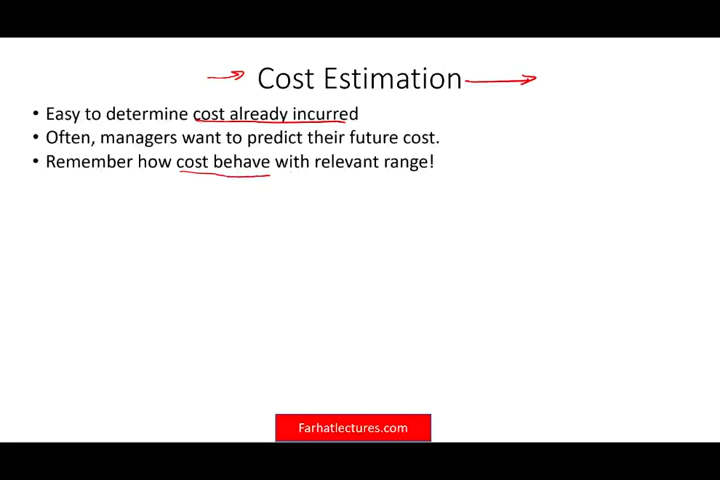 Cost Estimation
• Easy to determine cost already incurred
• Often, managers want to predict their future cost.
• Remember how cost behave with relevant range!
Farhatlectures.com